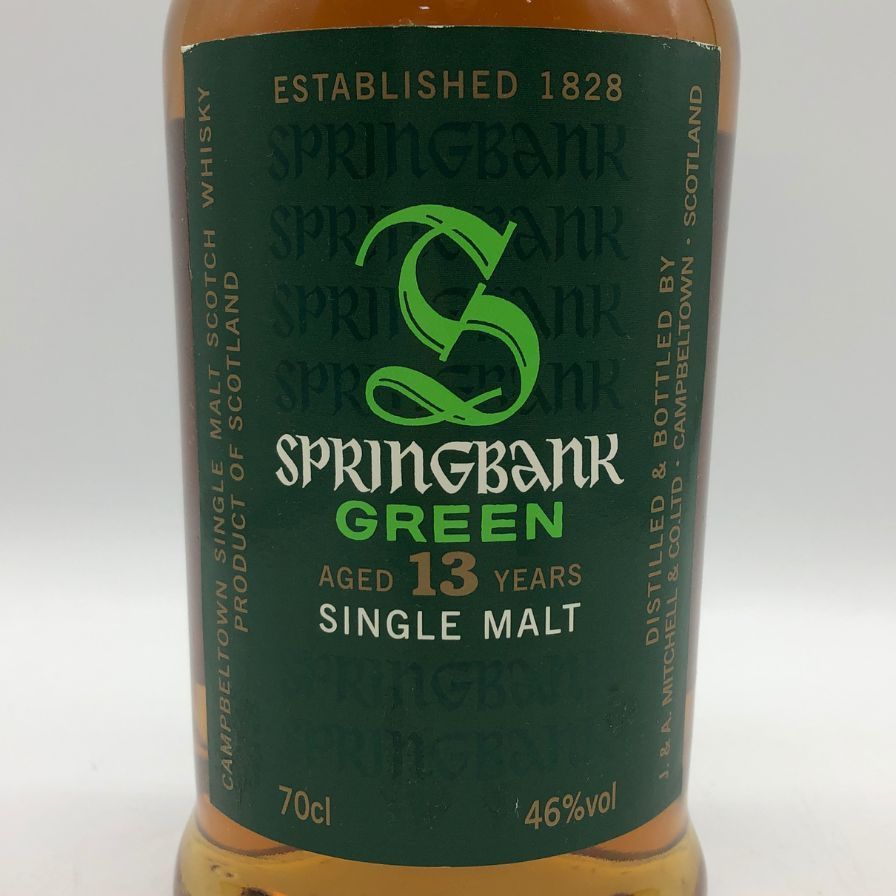 ESTABLISHED 1828
SPRINGBANK
SPRINGBANK
SPRINGBANK
SPRINGBANK
S
SPRINGBANK
GREEN
AGED 13 YEARS
SINGLE MALT
SPRINGBANK
SPRINGBANK
70cl
46%vol
CAMPBELTOWN SINGLE MALT SCOTCH WHISKY
PRODUCT OF SCOTLAND
DISTILLED & BOTTLED BY
J. & A. MITCHELL & CO.LTD · CAMPBELTOWN · SCOTLAND